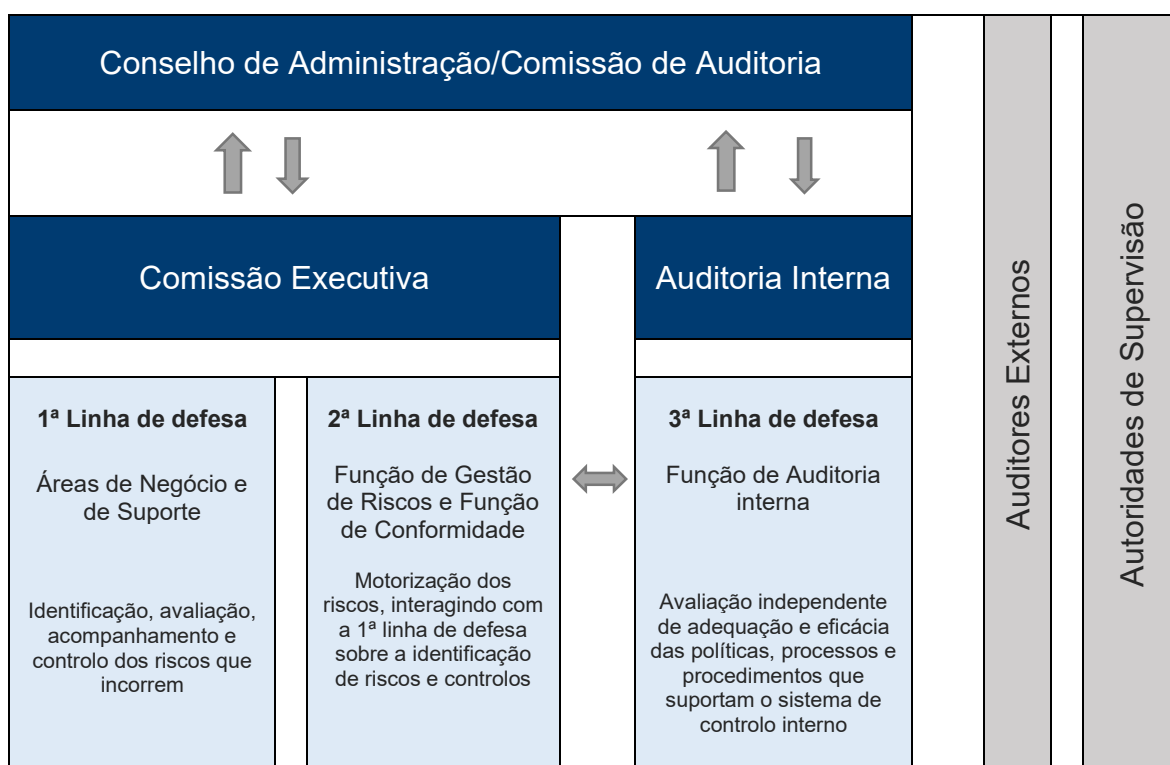 Conselho de Administração/Comissão de Auditoria
Comissão Executiva
Auditoria Interna
1ª Linha de defesa
Áreas de Negócio e
de Suporte
Identificação, avaliação,
acompanhamento e
controlo dos riscos que
incorrem
2ª Linha de defesa
Função de Gestão
de Riscos e Função
de Conformidade
Motorização dos
riscos, interagindo com
a 1ª linha de defesa
sobre a identificação
de riscos e controlos
3ª Linha de defesa
Função de Auditoria
interna
Avaliação independente
de adequação e eficácia
das políticas, processos e
procedimentos que
suportam o sistema de
controlo interno
Auditores Externos
Autoridades de Supervisão